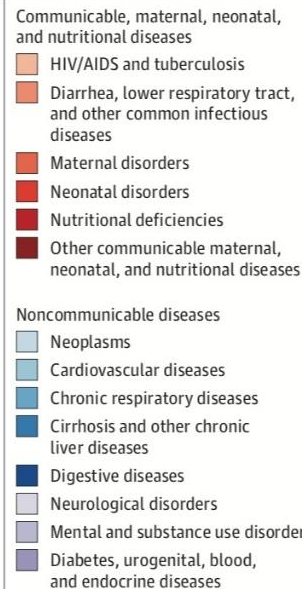 Communicable, maternal, neonatal,
and nutritional diseases
HIV/AIDS and tuberculosis
Diarrhea, lower respiratory tract,
and other common infectious
diseases
Maternal disorders
Neonatal disorders
Nutritional deficiencies
Other communicable maternal,
neonatal, and nutritional diseases
Noncommunicable diseases
Neoplasms
Cardiovascular diseases
Chronic respiratory diseases
Cirrhosis and other chronic
liver diseases
Digestive diseases
Neurological disorders
Mental and substance use disorder
Diabetes, urogenital, blood,
and endocrine diseases